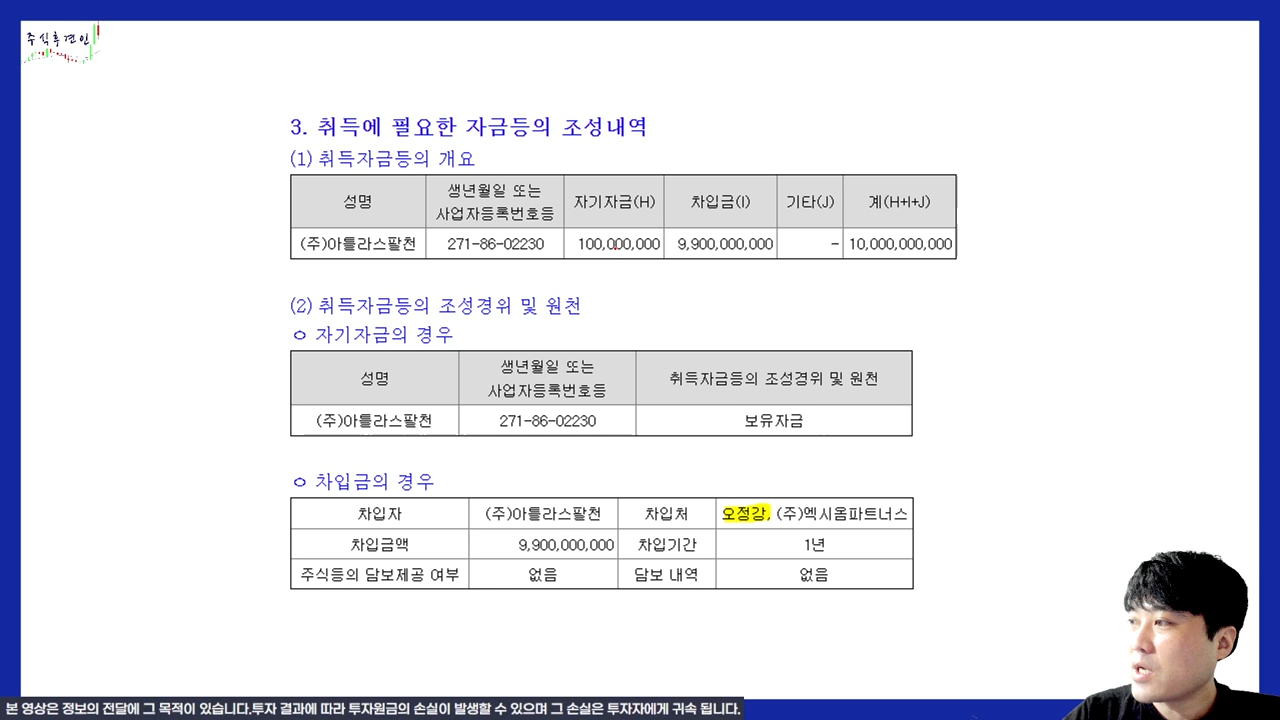 주식후견인
3. 취득에 필요한 자금등의 조성내역
(1) 취득자금등의 개요
성명 생년월일 또는 사업자등록번호등 자기자금(H) 차입금(I) 기타(J) 계(H+I+J)
(주)아틀라스팔천 271-86-02230 100,000,000 9,900,000,000 - 10,000,000,000
(2) 취득자금등의 조성경위 및 원천
ㅇ 자기자금의 경우
성명 생년월일 또는 사업자등록번호등 취득자금등의 조성경위 및 원천
(주)아틀라스팔천 271-86-02230 보유자금
ㅇ 차입금의 경우
차입자 (주)아틀라스팔천 차입처 오정강, (주)엑시옴파트너스
차입금액 9,900,000,000 차입기간 1년
주식등의 담보제공 여부 없음 담보 내역 없음
본 영상은 정보의 전달에 그 목적이 있습니다.투자 결과에 따라 투자원금의 손실이 발생할 수 있으며 그 손실은 투자자에게 귀속 됩니다.